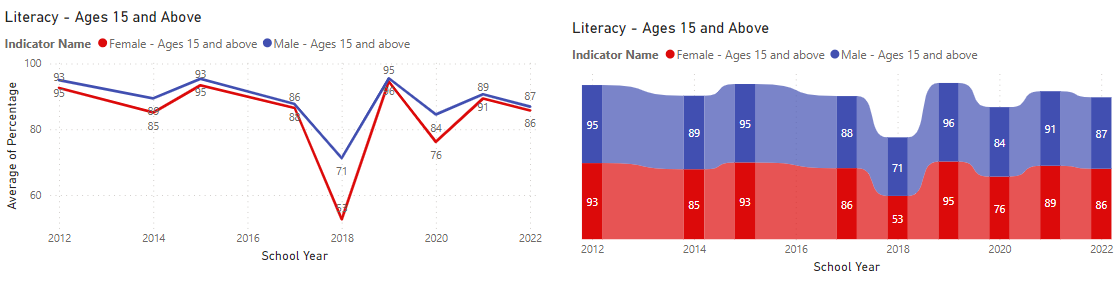 Literacy - Ages 15 and Above
Indicator Name Female - Ages 15 and above Male - Ages 15 and above
100
80
60
Average of Percentage
93 95 89 85 93 95 86 88 71 53 95 96 84 76 89 91 87 86
2012 2014 2016 2018 2020 2022
School Year
Literacy - Ages 15 and Above
Indicator Name Female - Ages 15 and above Male - Ages 15 and above
95 89 95 88 71 96 84 91 87
93 85 93 86 53 95 76 89 86
2012 2014 2016 2018 2020 2022
School Year